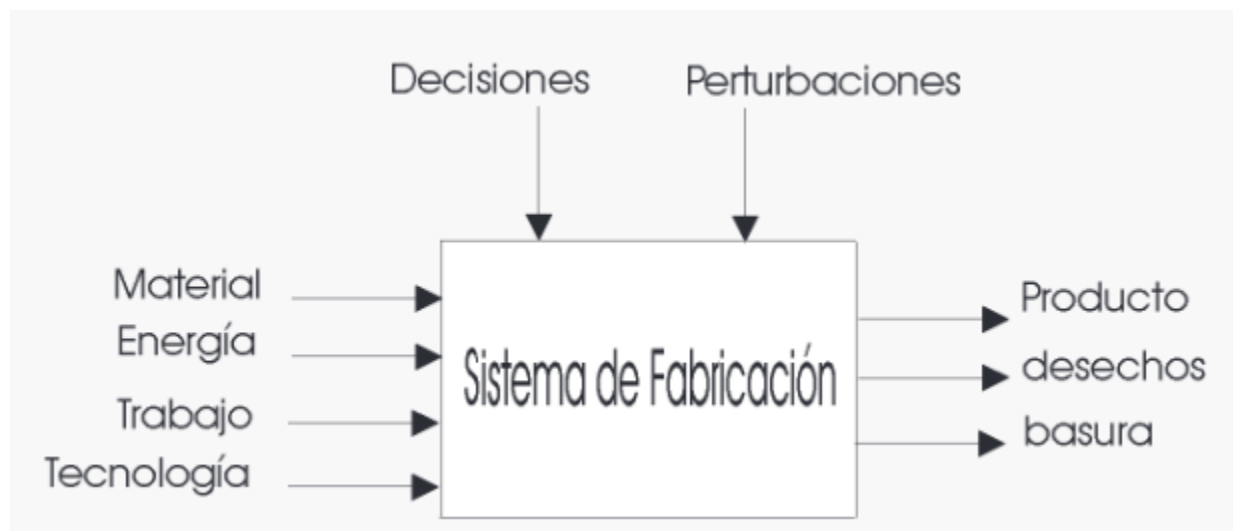 Decisiones
Perturbaciones
Material
Energía
Trabajo
Tecnología
Sistema de Fabricación
Producto
desechos
basura